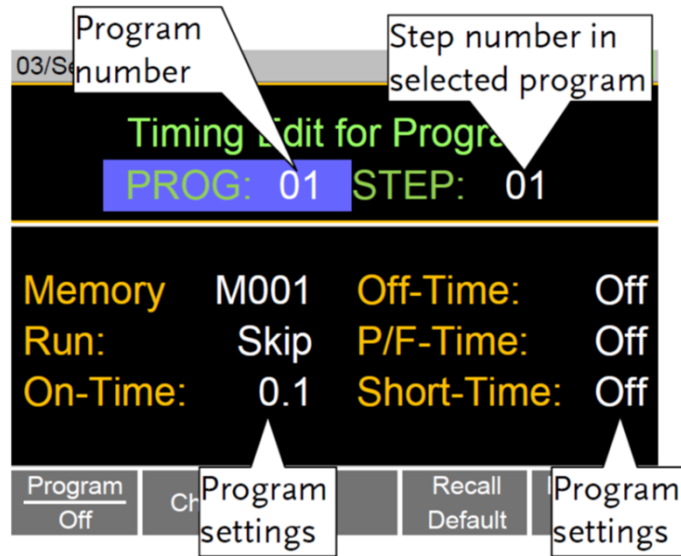 Program
number
Step number in
selected program
03/Se
Timing Edit for Progra
PROG: 01 STEP: 01
Memory M001 Off-Time: Off
Run: Skip P/F-Time: Off
On-Time: 0.1 Short-Time: Off
Program
Off
Ch
Program
settings
Recall
Default
Program
settings